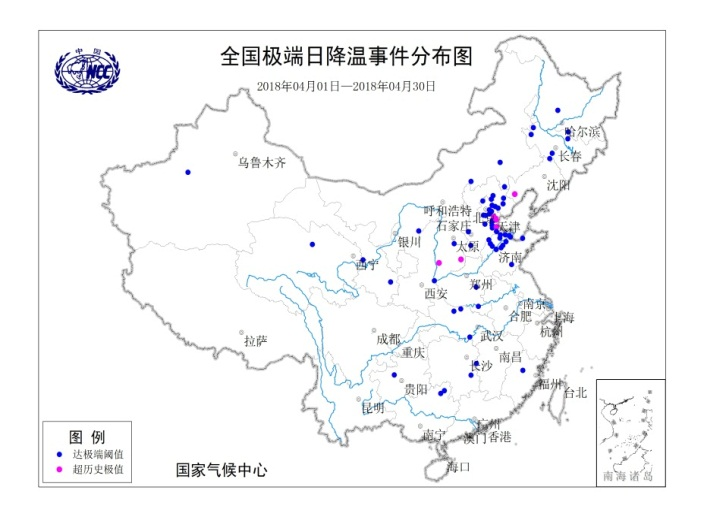 中国
NCC
全国极端日降温事件分布图
2018年04月01日—2018年04月30日
哈尔滨
长春
乌鲁木齐
沈阳
呼和浩特
北
天津
石家庄
银川
太原
济南
西宁
郑州
西安
南京
合肥
上海
杭州
拉萨
成都
武汉
重庆
南昌
长沙
贵阳
福州
台北
昆明
广州
南宁
澳门
香港
海口
图 例
达极端阈值
超历史极值
国家气候中心
南海诸岛